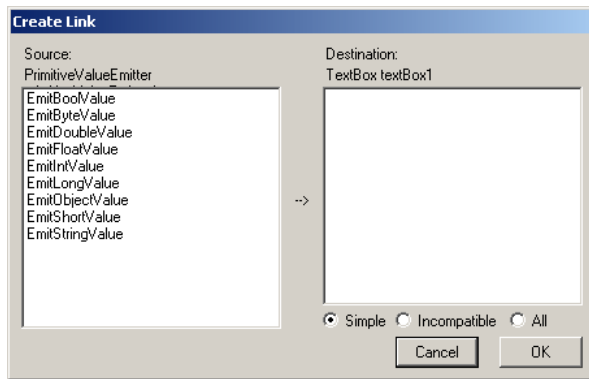 Create Link
Source:
Destination:
PrimitiveValueEmitter
TextBox textBox1
EmitBoolValue
EmitByteValue
EmitDoubleValue
EmitFloatValue
EmitIntValue
EmitLongValue
EmitObjectValue
EmitShortValue
EmitStringValue
-->
Simple Incompatible All
Cancel OK